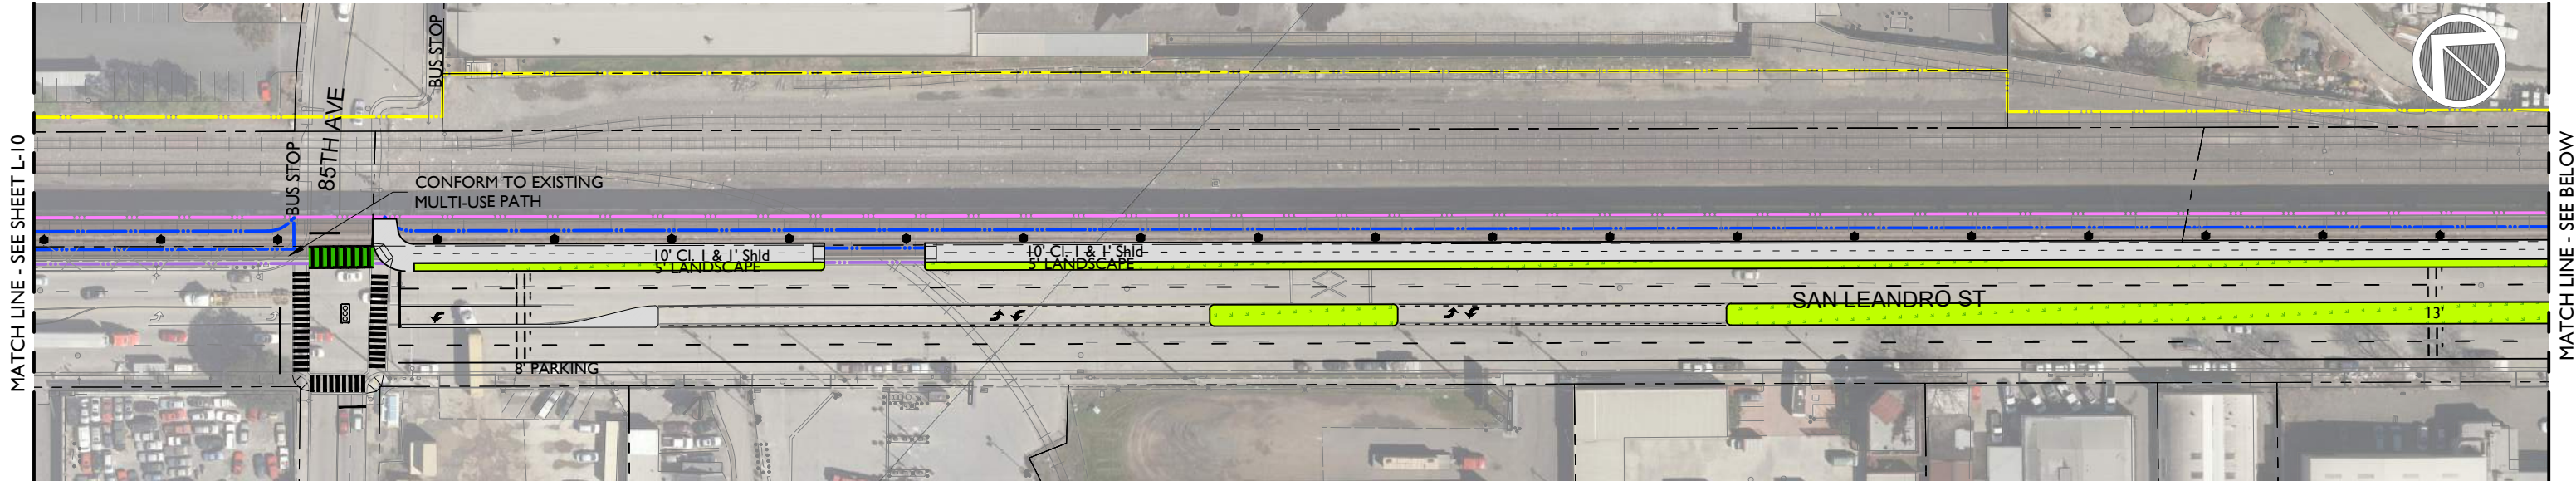 MATCH LINE - SEE SHEET L-10
BUS STOP
BUS STOP
85TH AVE
CONFORM TO EXISTING
MULTI-USE PATH
10' Cl. 1 & 1' Shld
5' LANDSCAPE
10' Cl. 1 & 1' Shld
5' LANDSCAPE
SAN LEANDRO ST
13'
8' PARKING
MATCH LINE - SEE BELOW